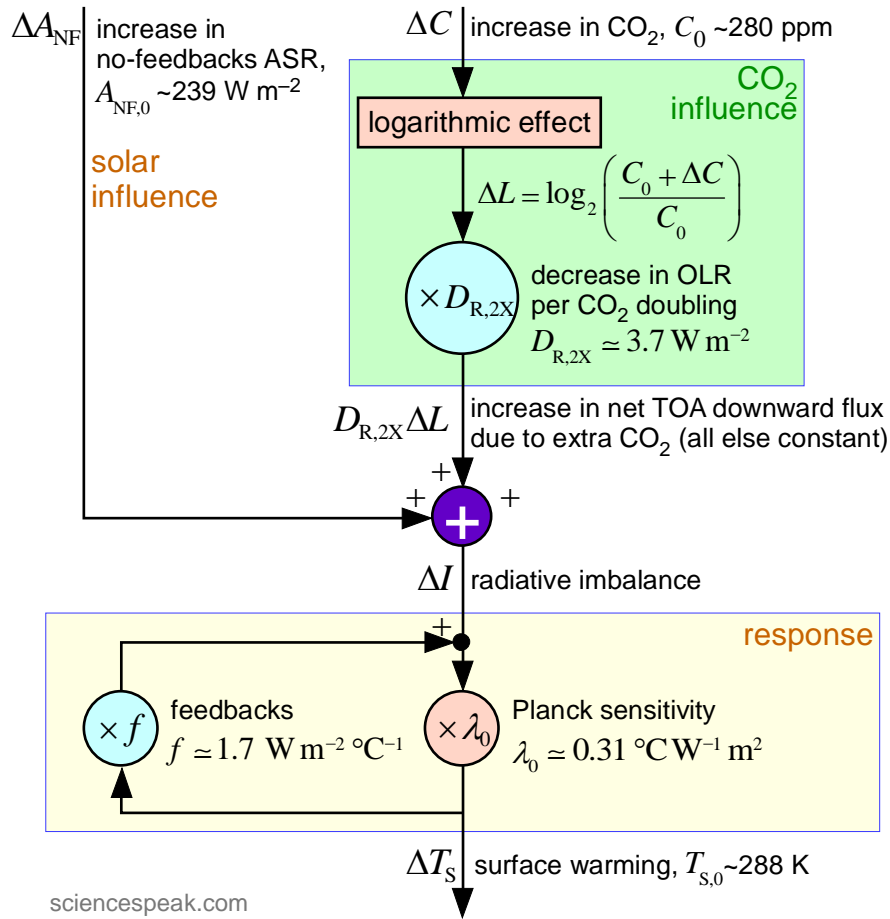 ΔA_NF
increase in
no-feedbacks ASR,
A_NF,0 ~239 W m⁻²
solar
influence
ΔC increase in CO₂, C₀ ~280 ppm
CO₂
influence
logarithmic effect
ΔL = log₂((C₀ + ΔC)/C₀)
× D_R,2X
decrease in OLR
per CO₂ doubling
D_R,2X ≃ 3.7 W m⁻²
D_R,2X ΔL
increase in net TOA downward flux
due to extra CO₂ (all else constant)
+
+ +
+
ΔI radiative imbalance
response
+
× f
feedbacks
f ≃ 1.7 W m⁻² °C⁻¹
× λ₀
Planck sensitivity
λ₀ ≃ 0.31 °C W⁻¹ m²
ΔT_S surface warming, T_S,0 ~288 K
sciencespeak.com